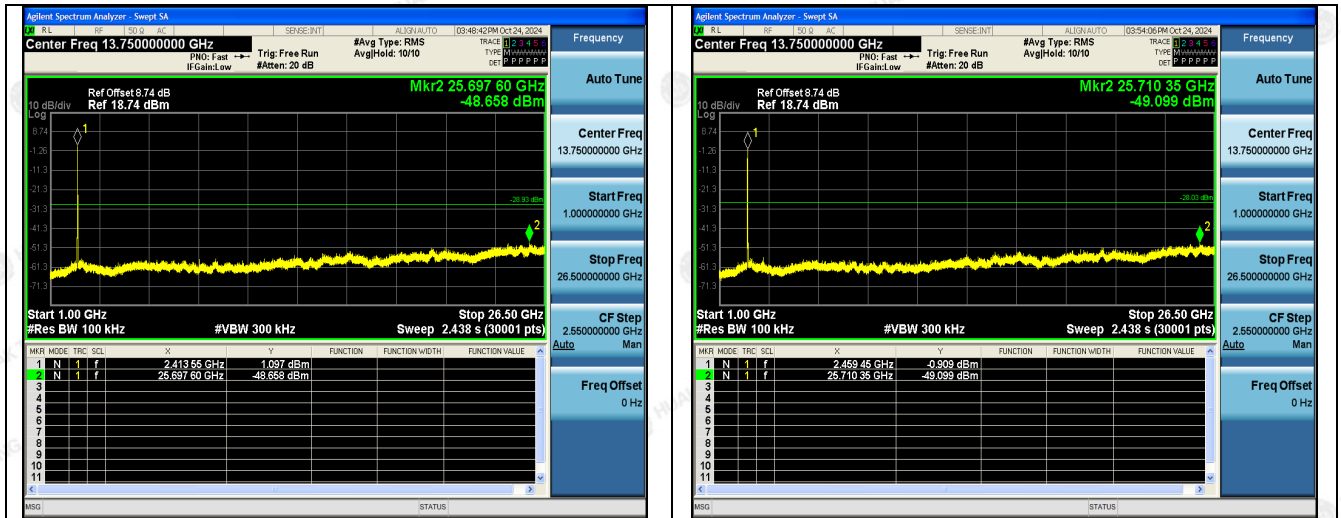 Agilent Spectrum Analyzer - Swept SA
RL RF 50 Ω AC SENSE:INT ALIGN AUTO 03:48:42 PM Oct 24, 2024
Center Freq 13.750000000 GHz
PNO: Fast
IFGain:Low
Trig: Free Run
#Atten: 20 dB
#Avg Type: RMS
Avg|Hold: 10/10
TRACE 1 2 3 4 5 6
TYPE M
DET P P P P P P
Ref Offset 8.74 dB
10 dB/div Ref 18.74 dBm
Log
Mkr2 25.697 60 GHz
-48.658 dBm
8.74
-1.26
-11.3
-21.3
-31.3
-41.3
-51.3
-61.3
-71.3
1
-28.93 dBm
2
Start 1.00 GHz Stop 26.50 GHz
#Res BW 100 kHz #VBW 300 kHz Sweep 2.438 s (30001 pts)
MKR MODE TRC SCL X Y FUNCTION FUNCTION WIDTH FUNCTION VALUE
1 N 1 f 2.413 55 GHz 1.097 dBm
2 N 1 f 25.697 60 GHz -48.658 dBm
3
4
5
6
7
8
9
10
11
MSG STATUS
Frequency
Auto Tune
Center Freq
13.750000000 GHz
Start Freq
1.000000000 GHz
Stop Freq
26.500000000 GHz
CF Step
2.550000000 GHz
Auto Man
Freq Offset
0 Hz
Agilent Spectrum Analyzer - Swept SA
RL RF 50 Ω AC SENSE:INT ALIGN AUTO 03:54:06 PM Oct 24, 2024
Center Freq 13.750000000 GHz
PNO: Fast
IFGain:Low
Trig: Free Run
#Atten: 20 dB
#Avg Type: RMS
Avg|Hold: 10/10
TRACE 1 2 3 4 5 6
TYPE M
DET P P P P P P
Ref Offset 8.74 dB
10 dB/div Ref 18.74 dBm
Log
Mkr2 25.710 35 GHz
-49.099 dBm
8.74
-1.26
-11.3
-21.3
-31.3
-41.3
-51.3
-61.3
-71.3
1
-28.03 dBm
2
Start 1.00 GHz Stop 26.50 GHz
#Res BW 100 kHz #VBW 300 kHz Sweep 2.438 s (30001 pts)
MKR MODE TRC SCL X Y FUNCTION FUNCTION WIDTH FUNCTION VALUE
1 N 1 f 2.459 45 GHz -0.909 dBm
2 N 1 f 25.710 35 GHz -49.099 dBm
3
4
5
6
7
8
9
10
11
MSG STATUS
Frequency
Auto Tune
Center Freq
13.750000000 GHz
Start Freq
1.000000000 GHz
Stop Freq
26.500000000 GHz
CF Step
2.550000000 GHz
Auto Man
Freq Offset
0 Hz